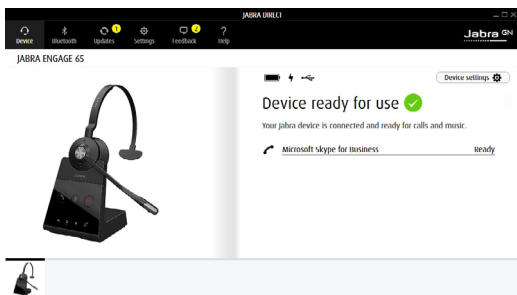 JABRA DIRECT
Device
Bluetooth
Updates
1
Settings
Feedback
2
Help
Jabra GN
JABRA ENGAGE 65
Device settings
Device ready for use
Your Jabra device is connected and ready for calls and music.
Microsoft Skype for Business Ready